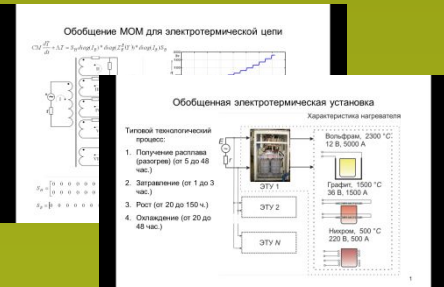 Обобщение МОМ для электротермической цепи
Обобщенная электротермическая установка
Характеристика нагревателя
Типовой технологический
процесс:
1. Получение расплава
(разогрев) (от 5 до 48
час.)
2. Затравление (от 1 до 3
час.)
3. Рост (от 20 до 150 ч.)
4. Охлаждение (от 20 до
48 час.)
E
r
ЭТУ 1
ЭТУ 2
ЭТУ N
Вольфрам, 2300 °C
12 В, 5000 А
Графит, 1500 °C
36 В, 1500 А
Нихром, 500 °C
220 В, 500 А
1